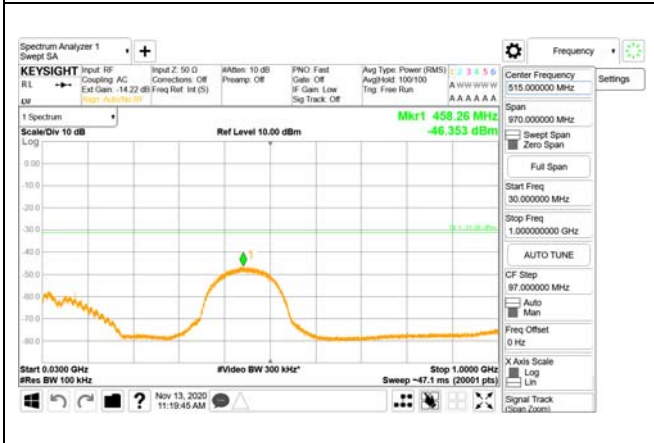 Spectrum Analyzer 1
Swept SA
Frequency
Settings
KEYSIGHT Input: RF
R L
Coupling: AC
Ext Gain: -14.22 dB
Align: Auto/No RF
Input Z: 50 Ω
Corrections: Off
Freq Ref: Int (S)
#Atten: 10 dB
Preamp: Off
PNO: Fast
Gate: Off
IF Gain: Low
Sig Track: Off
Avg Type: Power (RMS)
Avg|Hold: 100/100
Trig: Free Run
1 2 3 4 5 6
A W W W W W
A A A A A A
1 Spectrum
Scale/Div 10 dB
Log
Ref Level 10.00 dBm
Mkr1 458.26 MHz
-46.353 dBm
0.00
-10.0
-20.0
-30.0
-40.0
-50.0
-60.0
-70.0
-80.0
1
Start 0.0300 GHz
#Res BW 100 kHz
#Video BW 300 kHz*
Stop 1.0000 GHz
Sweep ~47.1 ms (20001 pts)
Nov 13, 2020
11:19:45 AM
Center Frequency
515.000000 MHz
Span
970.000000 MHz
Swept Span
Zero Span
Full Span
Start Freq
30.000000 MHz
Stop Freq
1.000000000 GHz
AUTO TUNE
CF Step
97.000000 MHz
Auto
Man
Freq Offset
0 Hz
X Axis Scale
Log
Lin
Signal Track
(Span Zoom)